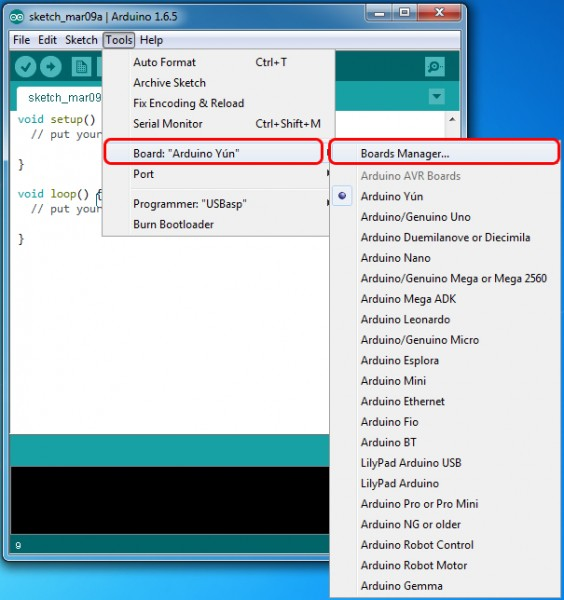 sketch_mar09a | Arduino 1.6.5
File Edit Sketch Tools Help
sketch_mar09
void setup()
// put your
}
void loop() {
// put your
}
Auto Format Ctrl+T
Archive Sketch
Fix Encoding & Reload
Serial Monitor Ctrl+Shift+M
Board: "Arduino Yún"
Port
Programmer: "USBasp"
Burn Bootloader
Boards Manager...
Arduino AVR Boards
Arduino Yún
Arduino/Genuino Uno
Arduino Duemilanove or Diecimila
Arduino Nano
Arduino/Genuino Mega or Mega 2560
Arduino Mega ADK
Arduino Leonardo
Arduino/Genuino Micro
Arduino Esplora
Arduino Mini
Arduino Ethernet
Arduino Fio
Arduino BT
LilyPad Arduino USB
LilyPad Arduino
Arduino Pro or Pro Mini
Arduino NG or older
Arduino Robot Control
Arduino Robot Motor
Arduino Gemma
9